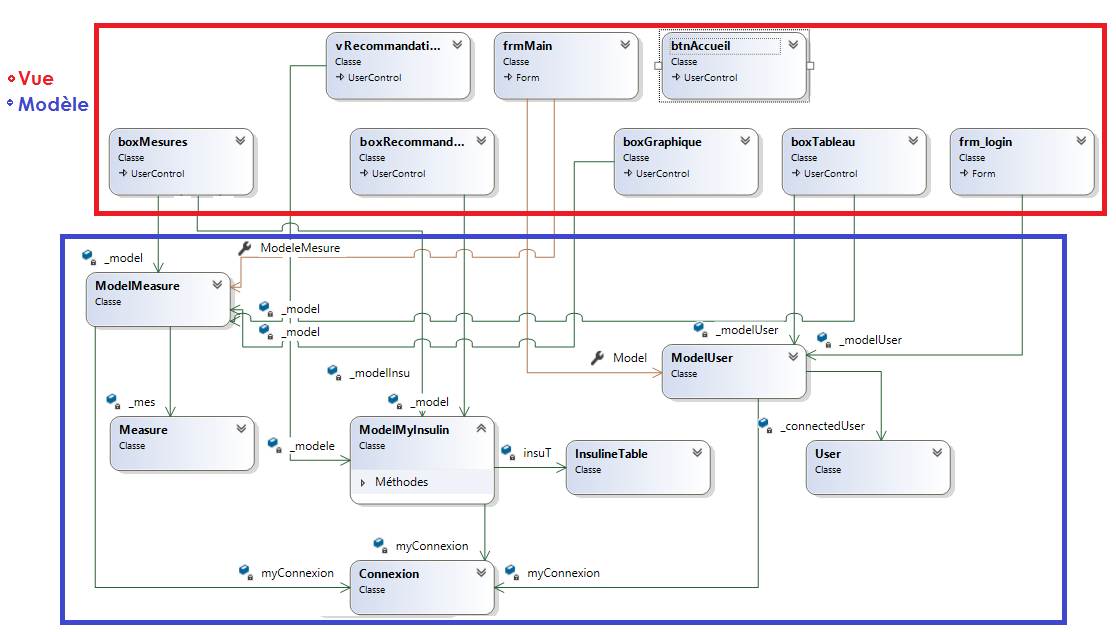 Vue
Modèle
vRecommandati...
Classe
UserControl
frmMain
Classe
Form
btnAccueil
Classe
UserControl
boxMesures
Classe
UserControl
boxRecommand...
Classe
UserControl
boxGraphique
Classe
UserControl
boxTableau
Classe
UserControl
frm_login
Classe
Form
_model
ModeleMesure
ModelMeasure
Classe
_model
_model
_modelUser
_modelUser
Model
ModelUser
Classe
_modelInsu
_model
_mes
Measure
Classe
_modele
ModelMyInsulin
Classe
Méthodes
insuT
InsulineTable
Classe
_connectedUser
User
Classe
myConnexion
myConnexion
Connexion
Classe
myConnexion